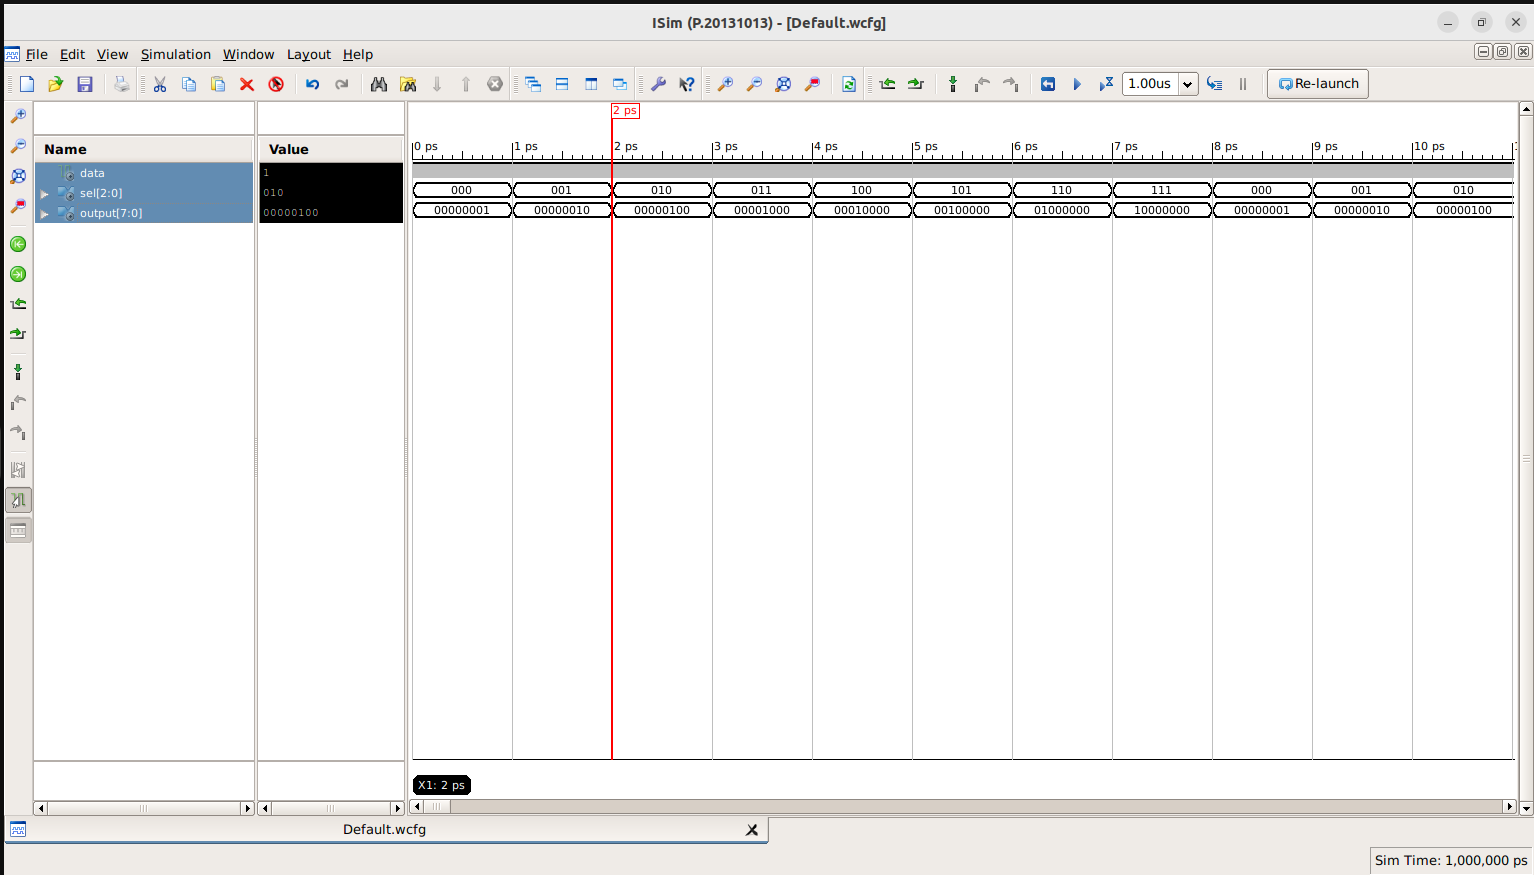 ISim (P.20131013) - [Default.wcfg]
File Edit View Simulation Window Layout Help
1.00us Re-launch
2 ps
Name Value
0 ps 1 ps 2 ps 3 ps 4 ps 5 ps 6 ps 7 ps 8 ps 9 ps 10 ps
data 1
sel[2:0] 010 000 001 010 011 100 101 110 111 000 001 010
output[7:0] 00000100 00000001 00000010 00000100 00001000 00010000 00100000 01000000 10000000 00000001 00000010 00000100
X1: 2 ps
Default.wcfg
Sim Time: 1,000,000 ps